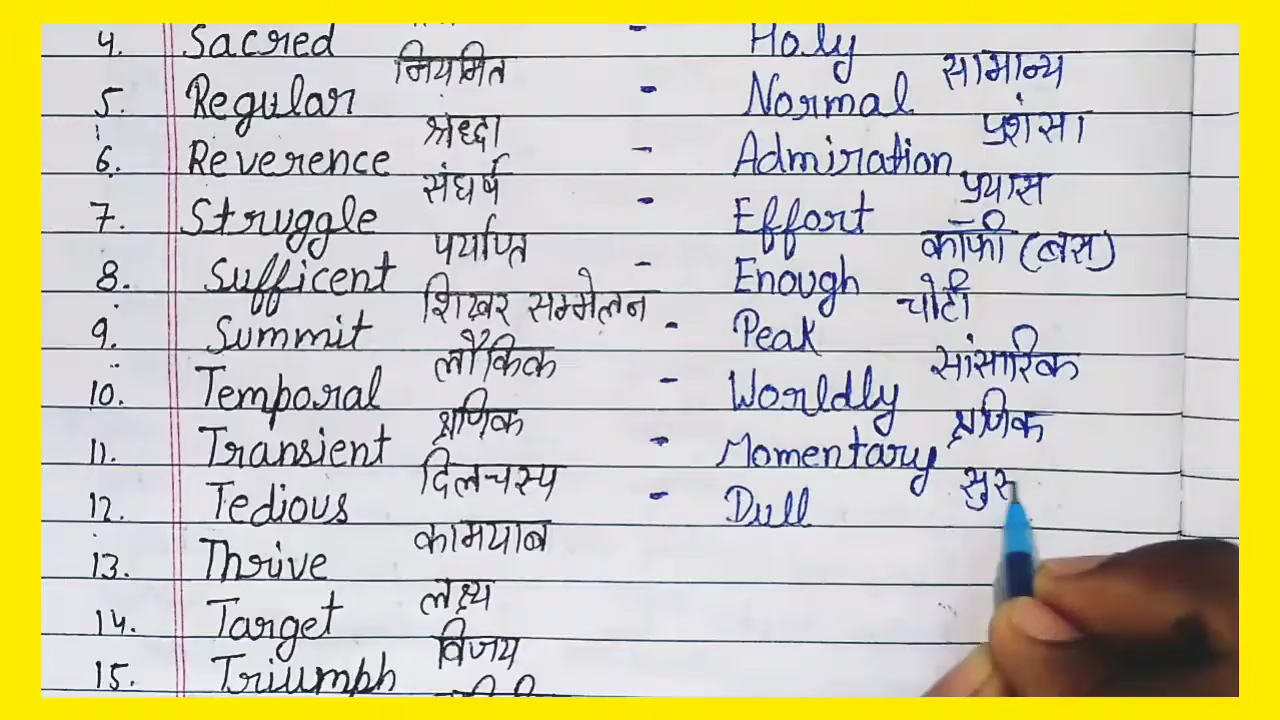 4. Sacred - Holy
नियमित सामान्य
5. Regular - Normal
श्रध्दा प्रशंसा
6. Reverence - Admiration
संघर्ष प्रयास
7. Struggle - Effort
पर्याप्त कॉफी (बस)
8. Sufficent - Enough
शिखर सम्मेलन चोटी
9. Summit - Peak
लौकिक सांसारिक
10. Temporal - Worldly
क्षणिक क्षणिक
11. Transient - Momentary
दिलचस्प सुस
12. Tedious - Dull
कामयाब
13. Thrive
लक्ष्य
14. Target
विजय
15. Triumph